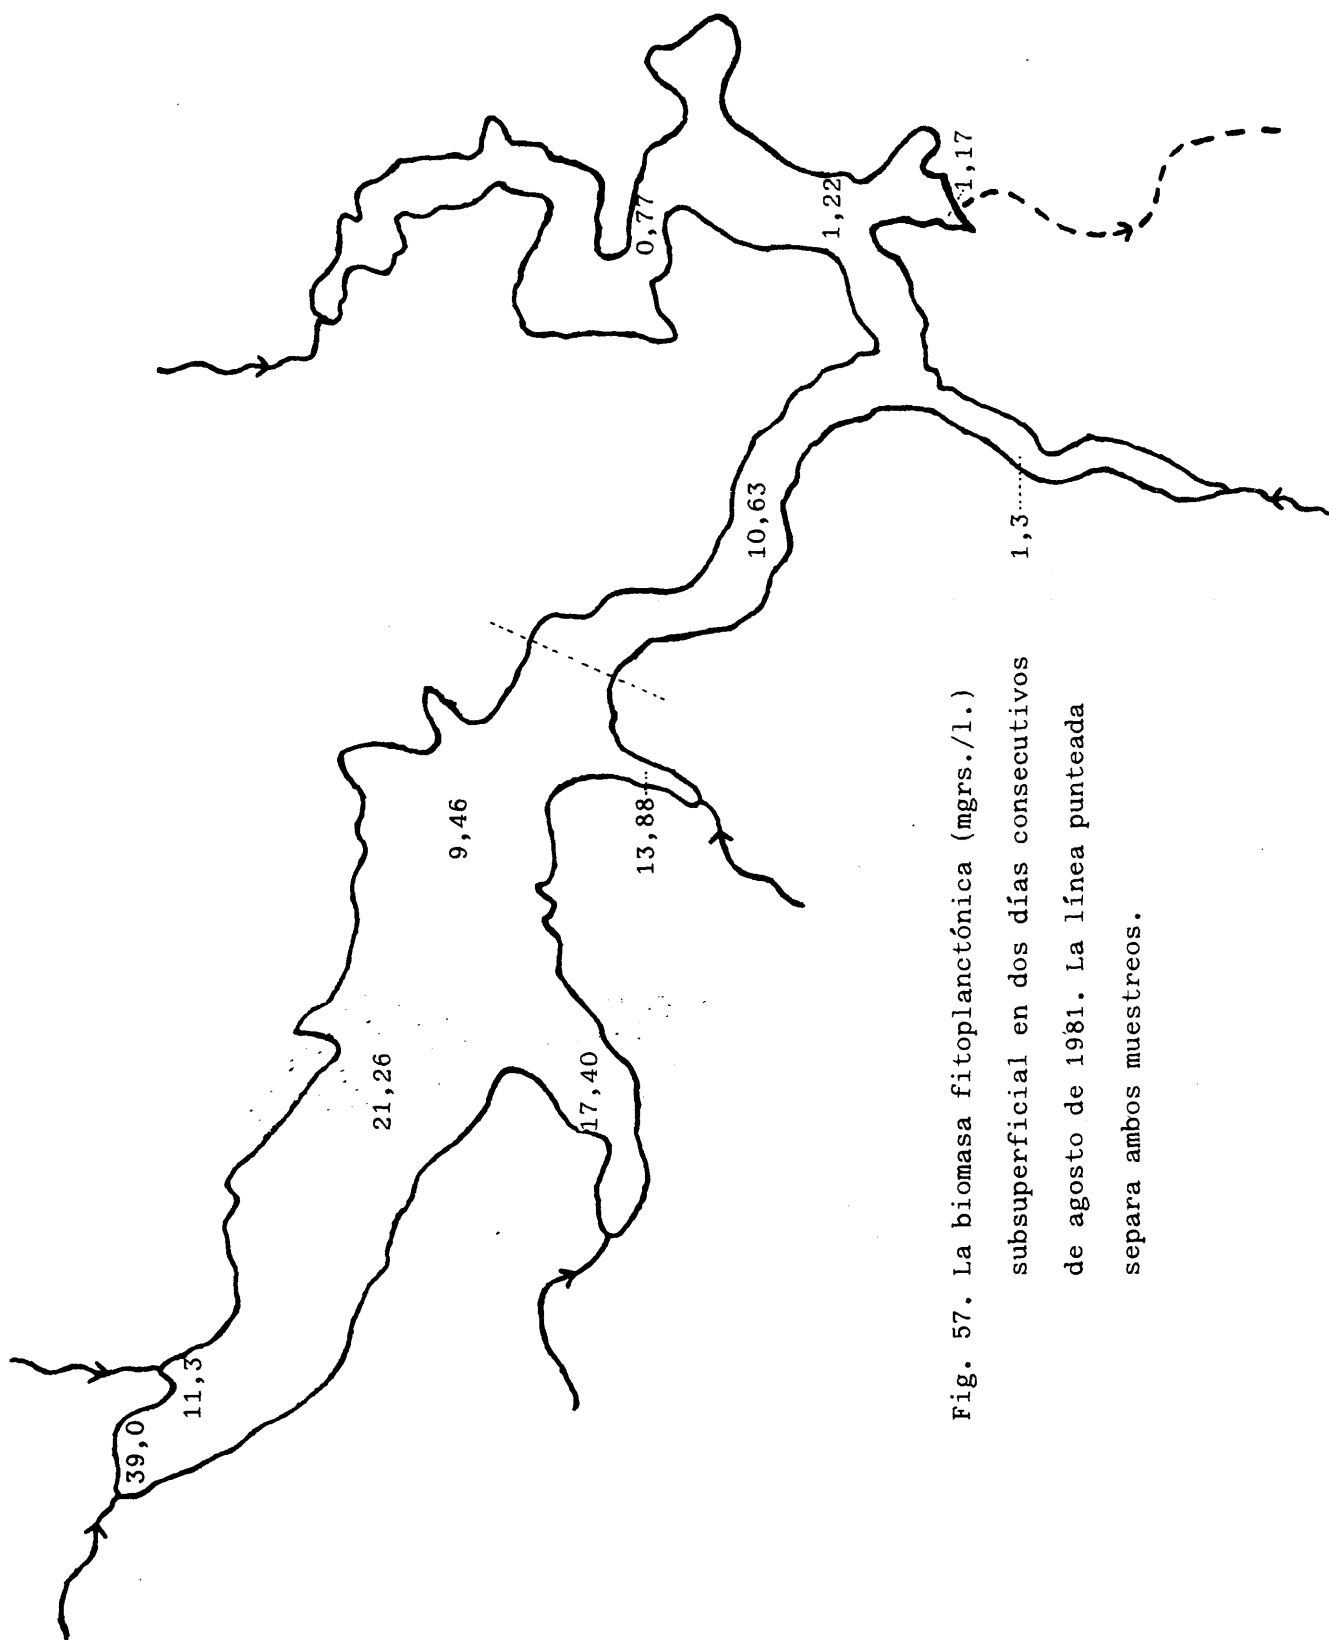 39,0
11,3
21,26
17,40
9,46
13,88
10,63
1,3
0,77
1,22
1,17
Fig. 57. La biomasa fitoplanctónica (mgrs./l.)
subsuperficial en dos días consecutivos
de agosto de 1981. La línea punteada
separa ambos muestreos.